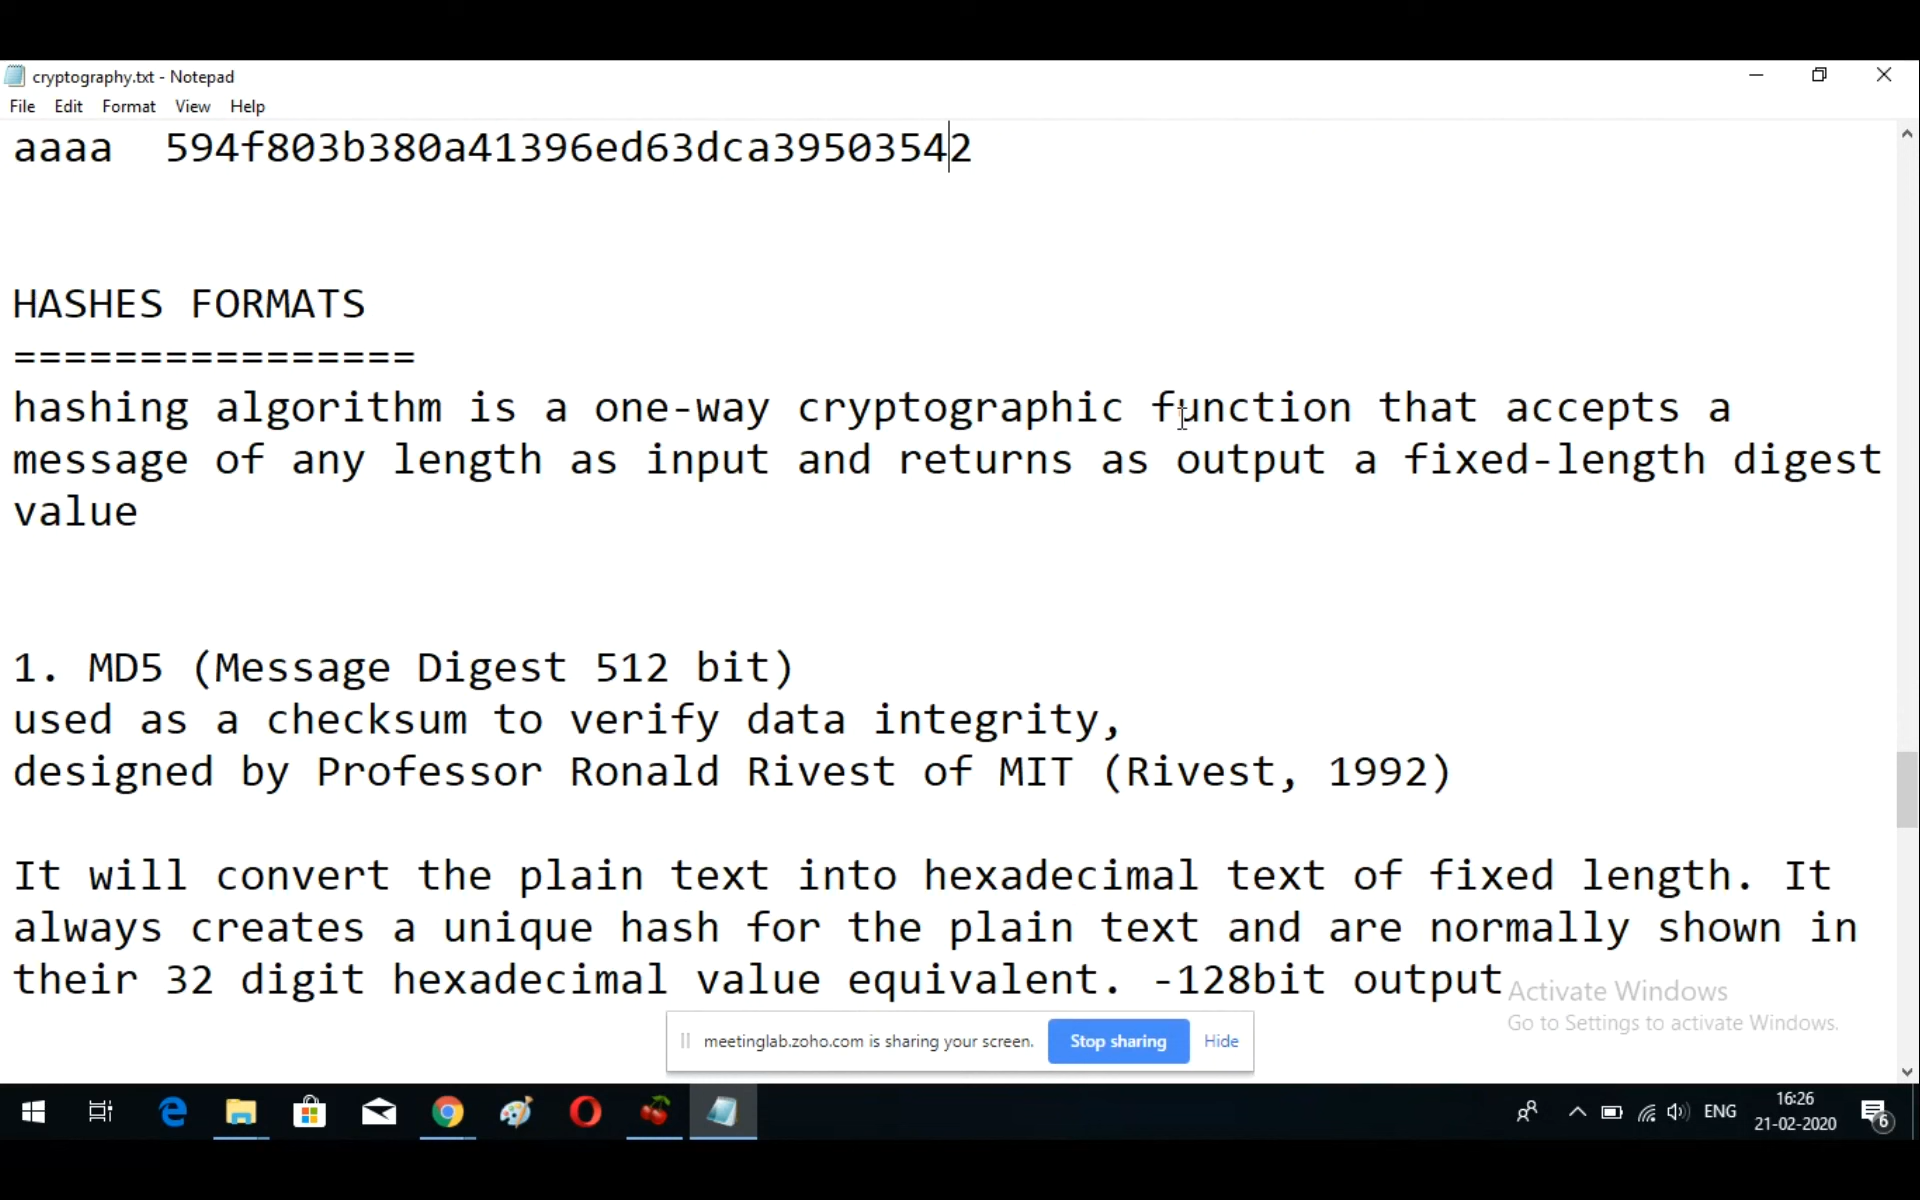 cryptography.txt - Notepad
File Edit Format View Help
aaaa 594f803b380a41396ed63dca39503542
HASHES FORMATS
================
hashing algorithm is a one-way cryptographic function that accepts a
message of any length as input and returns as output a fixed-length digest
value
1. MD5 (Message Digest 512 bit)
used as a checksum to verify data integrity,
designed by Professor Ronald Rivest of MIT (Rivest, 1992)
It will convert the plain text into hexadecimal text of fixed length. It
always creates a unique hash for the plain text and are normally shown in
their 32 digit hexadecimal value equivalent. -128bit output
Activate Windows
Go to Settings to activate Windows.
meetinglab.zoho.com is sharing your screen. Stop sharing Hide
ENG
16:26
21-02-2020
6